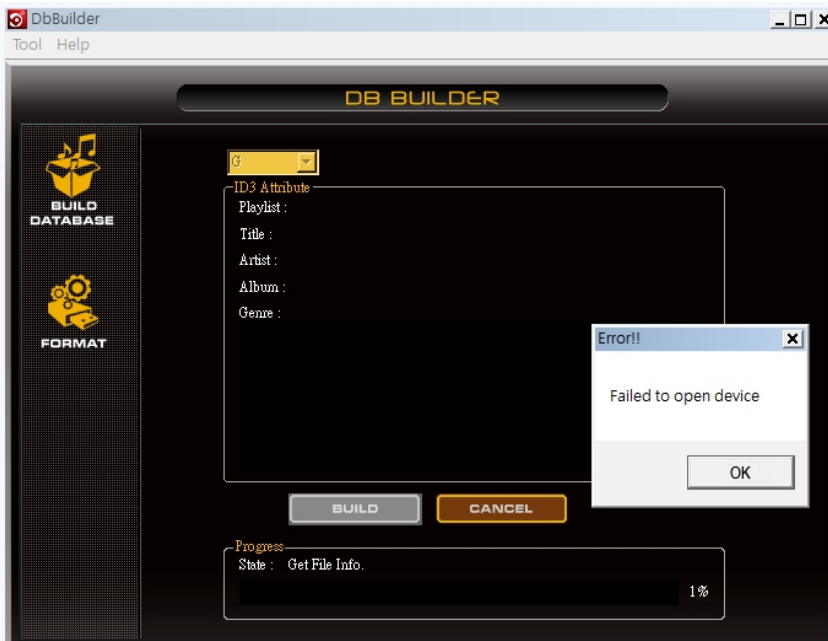 DbBuilder
Tool Help
DB BUILDER
BUILD
DATABASE
FORMAT
G
ID3 Attribute
Playlist :
Title :
Artist :
Album :
Genre :
Error!!
Failed to open device
OK
BUILD
CANCEL
Progress
State : Get File Info.
1%